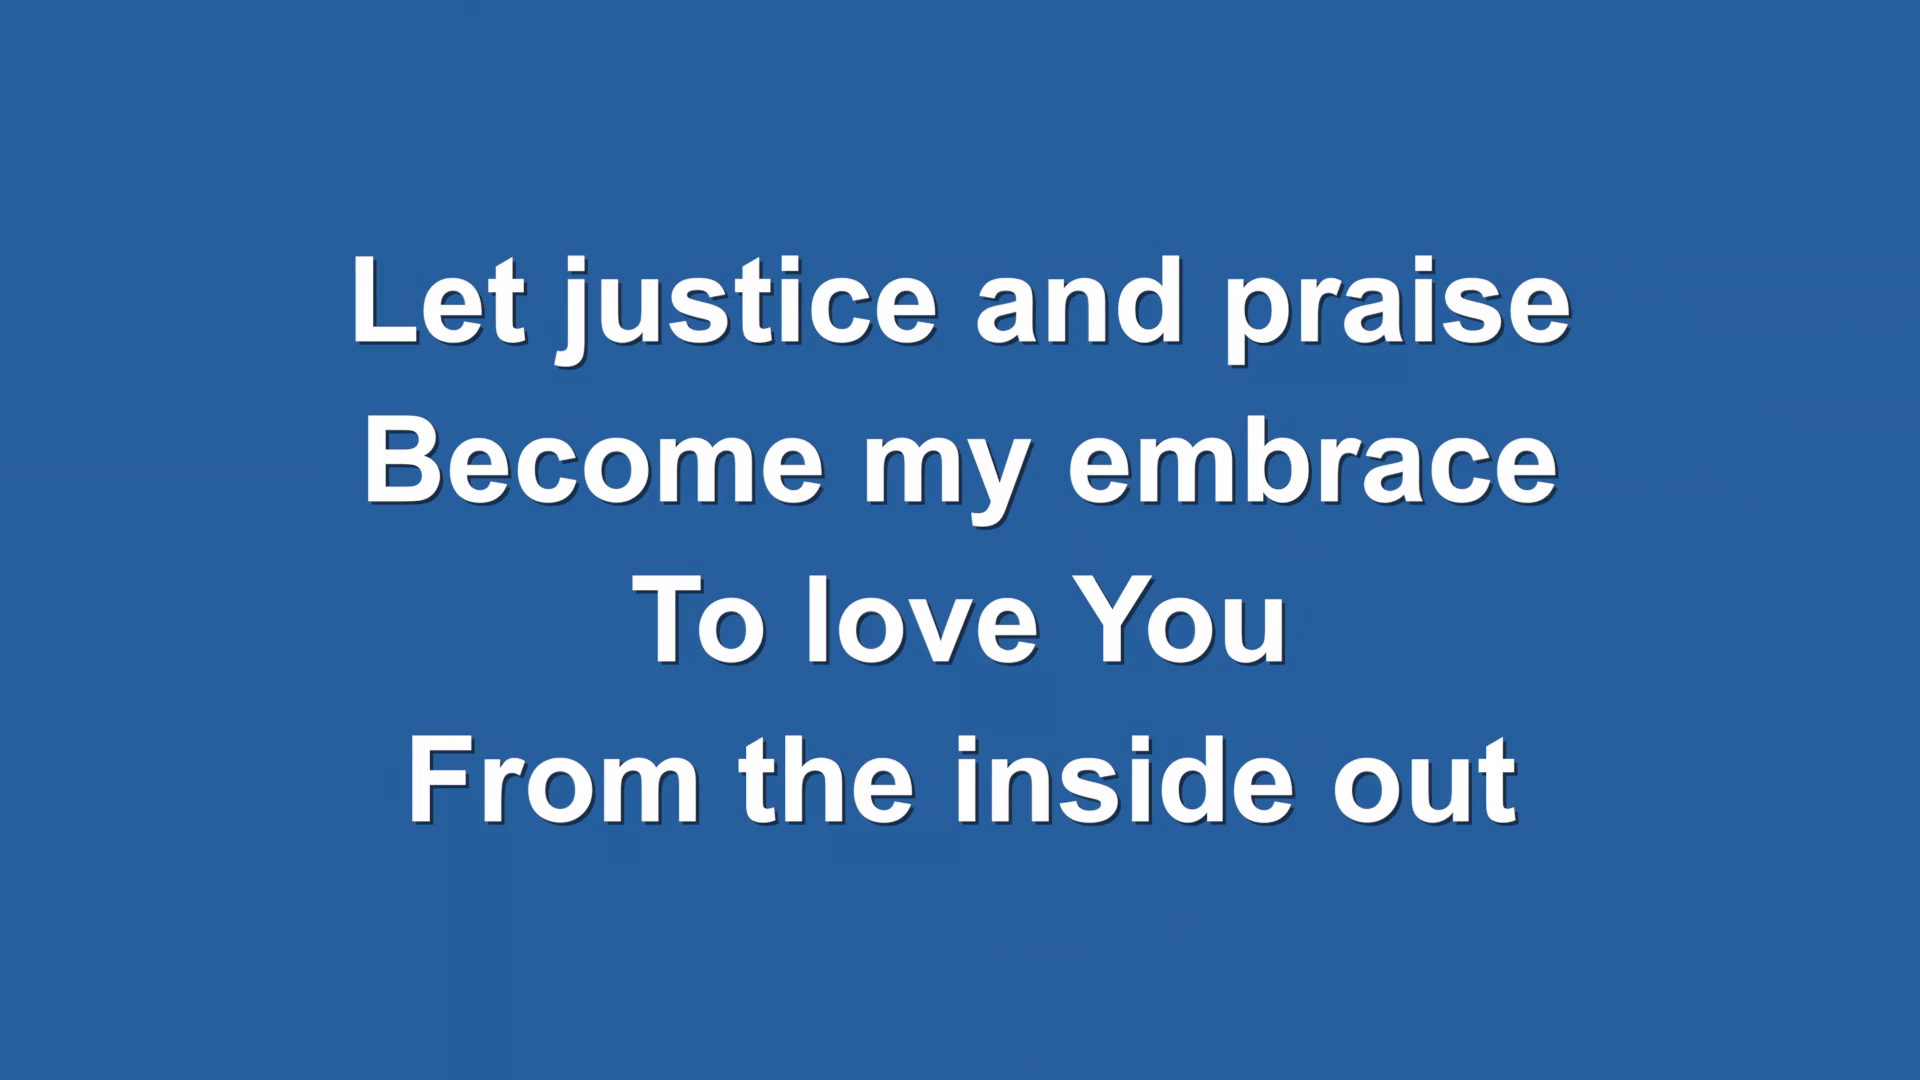 Let justice and praise
Become my embrace
To love You
From the inside out